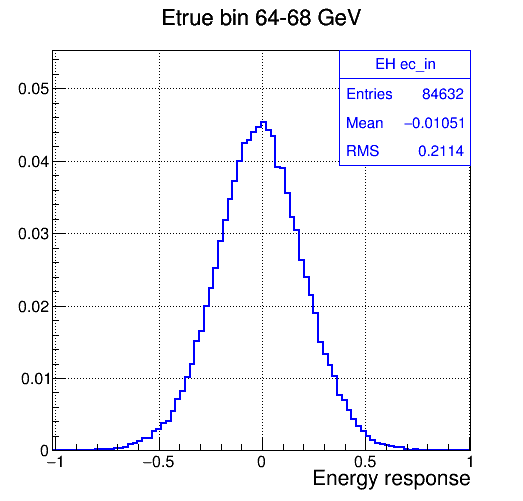 Etrue bin 64-68 GeV
EH ec_in
Entries 84632
Mean −0.01051
RMS 0.2114
0.05
0.04
0.03
0.02
0.01
0
−1 −0.5 0 0.5 1
Energy response